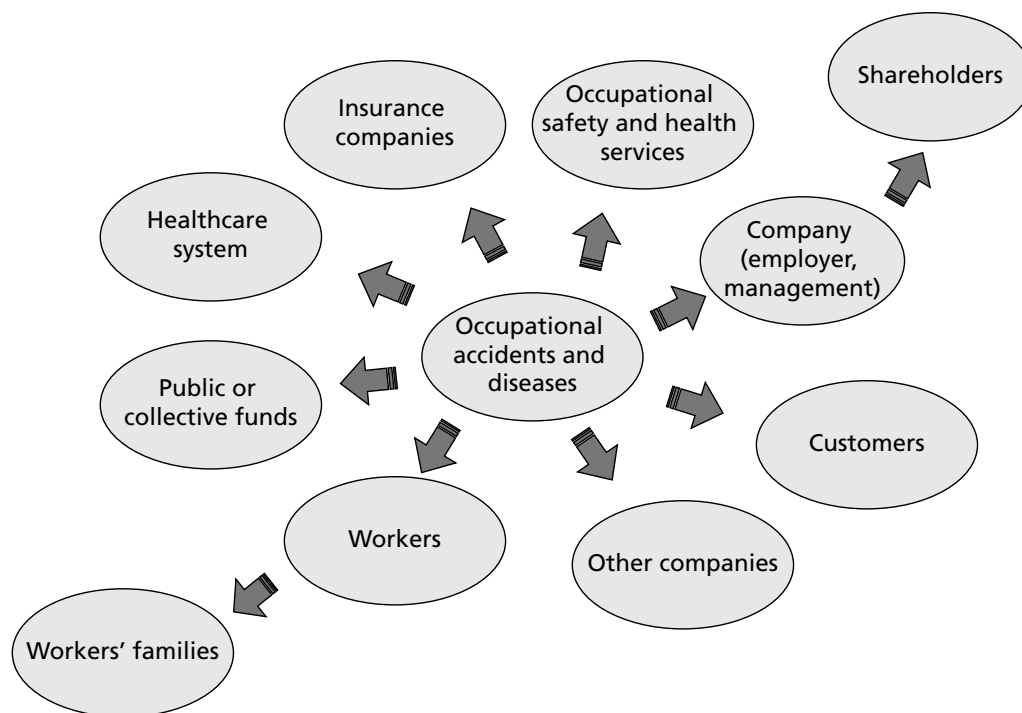 Shareholders
Insurance
companies
Occupational
safety and health
services
Healthcare
system
Company
(employer,
management)
Occupational
accidents and
diseases
Public or
collective funds
Customers
Workers
Other companies
Workers’ families